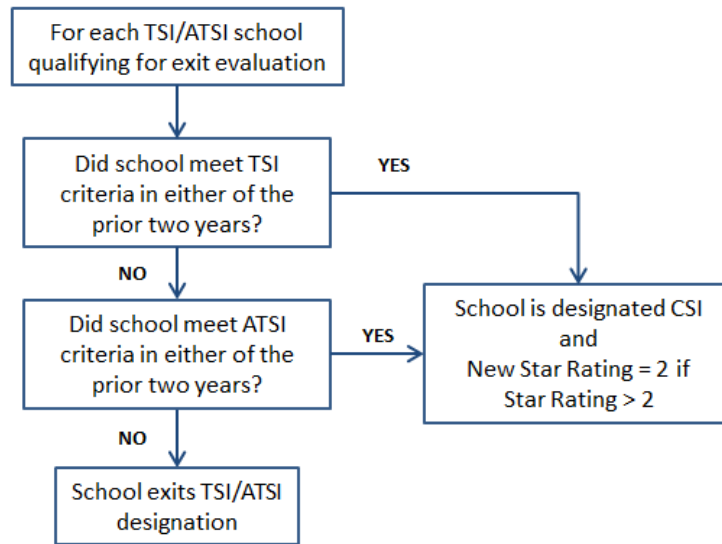 For each TSI/ATSI school
qualifying for exit evaluation
Did school meet TSI
criteria in either of the
prior two years?
YES
NO
Did school meet ATSI
criteria in either of the
prior two years?
YES
School is designated CSI
and
New Star Rating = 2 if
Star Rating > 2
NO
School exits TSI/ATSI
designation